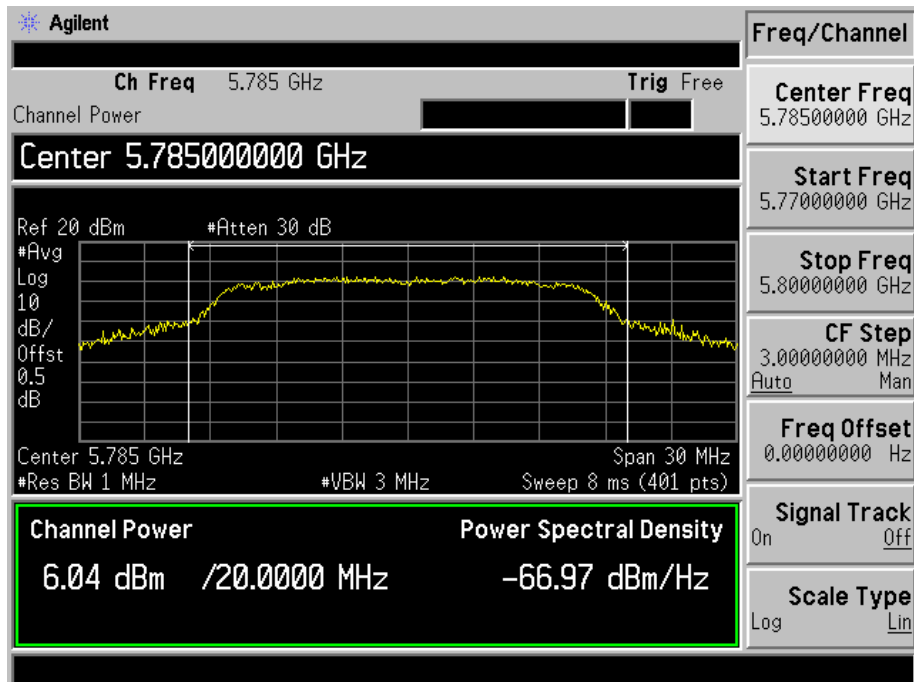 Agilent
Freq/Channel
Ch Freq 5.785 GHz Trig Free
Channel Power
Center 5.785000000 GHz
Ref 20 dBm #Atten 30 dB
#Avg
Log
10
dB/
Offst
0.5
dB
Center 5.785 GHz Span 30 MHz
#Res BW 1 MHz #VBW 3 MHz Sweep 8 ms (401 pts)
Channel Power Power Spectral Density
6.04 dBm /20.0000 MHz -66.97 dBm/Hz
Center Freq
5.78500000 GHz
Start Freq
5.77000000 GHz
Stop Freq
5.80000000 GHz
CF Step
3.00000000 MHz
Auto Man
Freq Offset
0.00000000 Hz
Signal Track
On Off
Scale Type
Log Lin